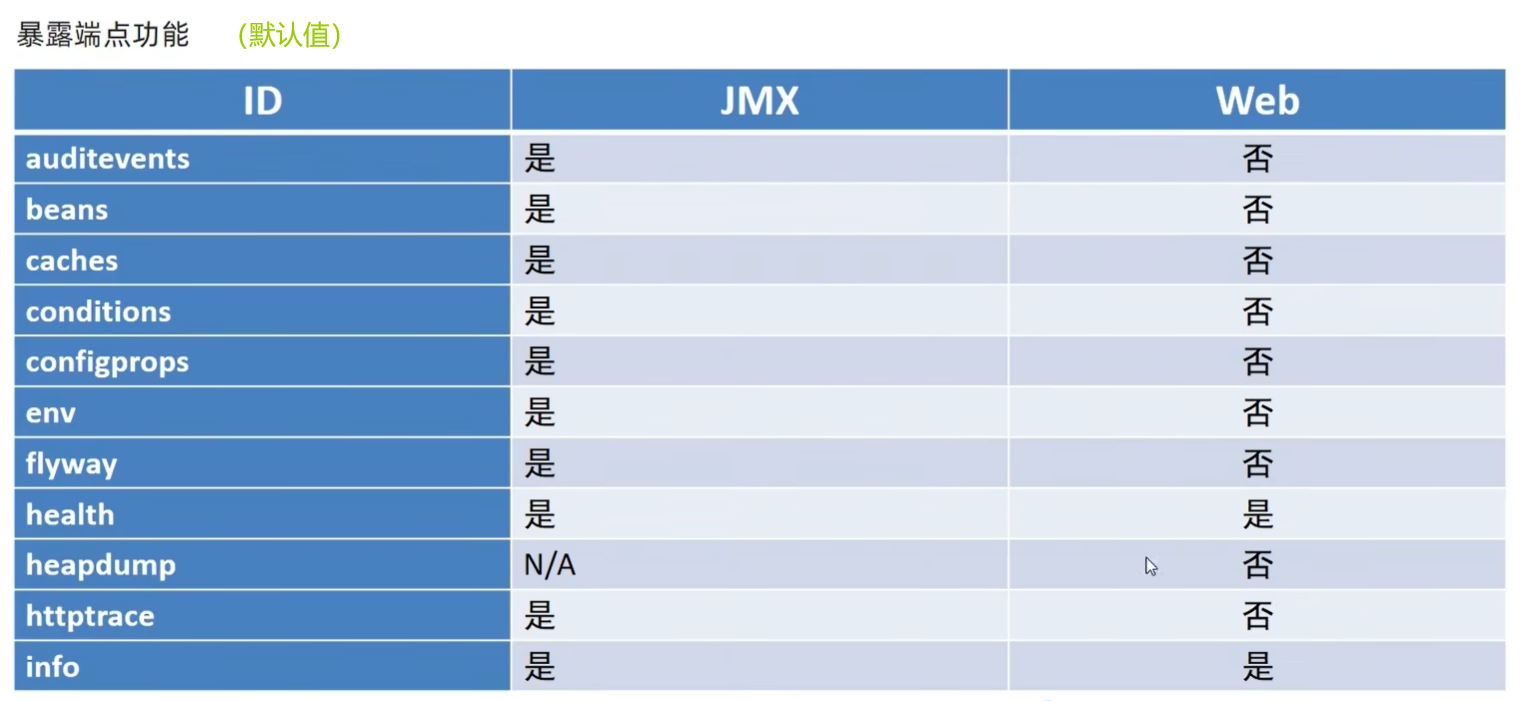 暴露端点功能 (默认值)
ID JMX Web
auditevents 是 否
beans 是 否
caches 是 否
conditions 是 否
configprops 是 否
env 是 否
flyway 是 否
health 是 是
heapdump N/A 否
httptrace 是 否
info 是 是